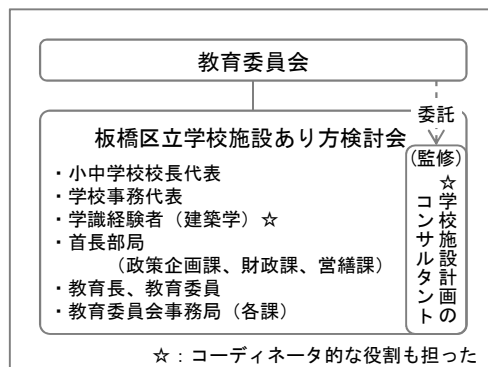 教育委員会
委託
板橋区立学校施設あり方検討会
・小中学校校長代表
・学校事務代表
・学識経験者（建築学）☆
・首長部局
（政策企画課、財政課、営繕課）
・教育長、教育委員
・教育委員会事務局（各課）
(監修)
☆学校施設計画の
コンサルタント
☆：コーディネータ的な役割も担った